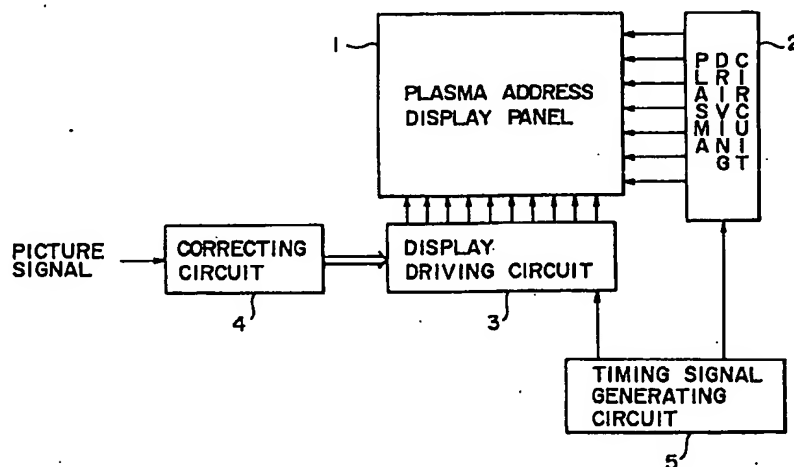 1
PLASMA ADDRESS
DISPLAY PANEL
2
PLASMA
DRIVING
CIRCUIT
PICTURE
SIGNAL
CORRECTING
CIRCUIT
4
DISPLAY
DRIVING CIRCUIT
3
TIMING SIGNAL
GENERATING
CIRCUIT
5